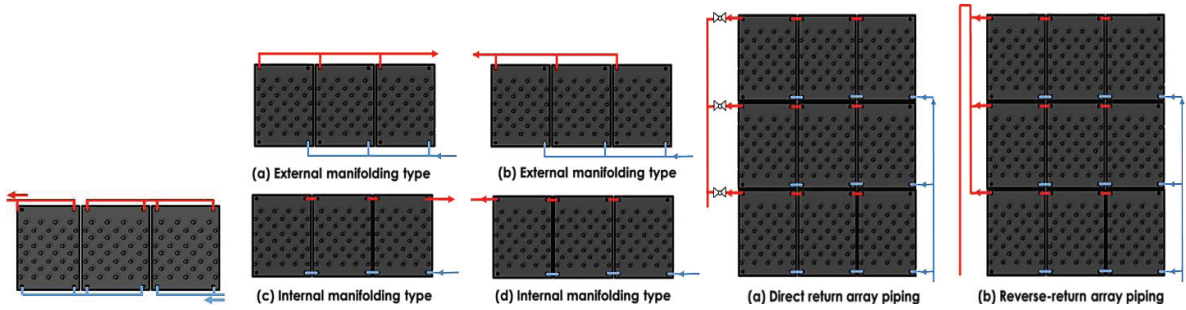 (a) External manifolding type
(b) External manifolding type
(c) Internal manifolding type
(d) Internal manifolding type
(a) Direct return array piping
(b) Reverse-return array piping